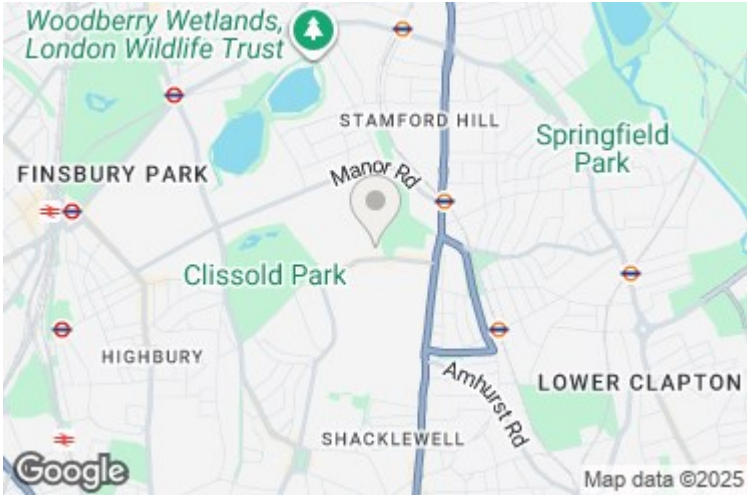 Woodberry Wetlands,
London Wildlife Trust
STAMFORD HILL
Springfield
Park
FINSBURY PARK
Manor Rd
Clissold Park
HIGHBURY
Amhurst Rd
LOWER CLAPTON
SHACKLEWELL
Google
Map data ©2025